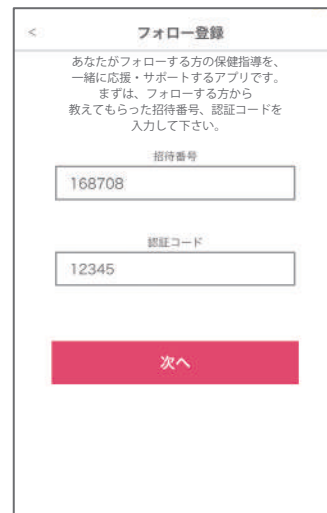 <
フォロー登録
あなたがフォローする方の保健指導を、
一緒に応援・サポートするアプリです。
まずは、フォローする方から
教えてもらった招待番号、認証コードを
入力して下さい。
招待番号
168708
認証コード
12345
次へ